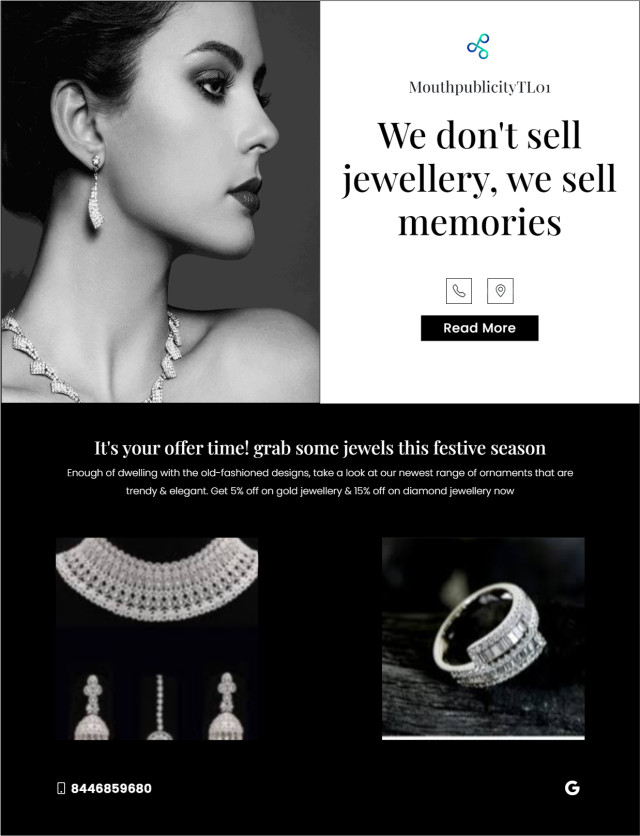 MouthpublicityTL01
We don't sell
jewellery, we sell
memories
Read More
It's your offer time! grab some jewels this festive season
Enough of dwelling with the old-fashioned designs, take a look at our newest range of ornaments that are
trendy & elegant. Get 5% off on gold jewellery & 15% off on diamond jewellery now
8446859680
G